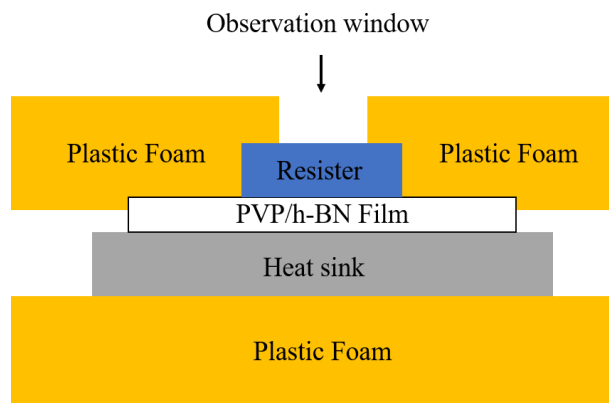 Observation window
Plastic Foam
Plastic Foam
Resister
PVP/h-BN Film
Heat sink
Plastic Foam